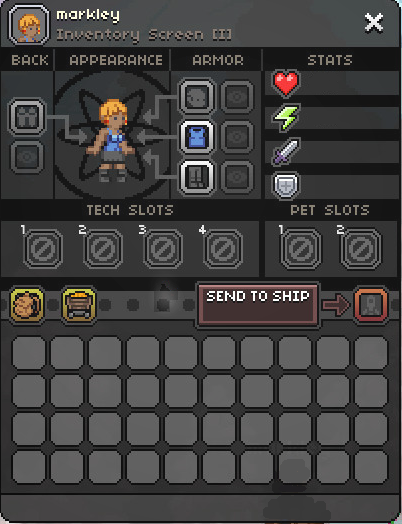 markley
Inventory Screen [I]
BACK APPEARANCE ARMOR STATS
TECH SLOTS PET SLOTS
1 2 3 4 1 2
SEND TO SHIP